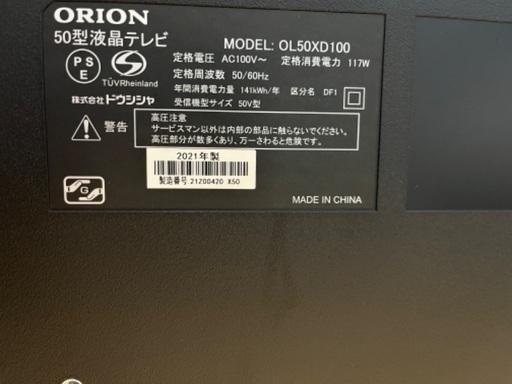 ORION
50型液晶テレビ
MODEL: OL50XD100
PS
E
S
TÜVRheinland
定格電圧 AC100V～ 定格消費電力 117W
定格周波数 50/60Hz
年間消費電力量 141kWh/年 区分名 DF1
受信機型サイズ 50V型
株式会社ドウシシャ
警告
高圧注意
サービスマン以外は内部の部品に触らないでください。
高圧部分が数多くあり、万一さわると危険です。
2021年製
製造番号 21Z00420 X50
G
MADE IN CHINA